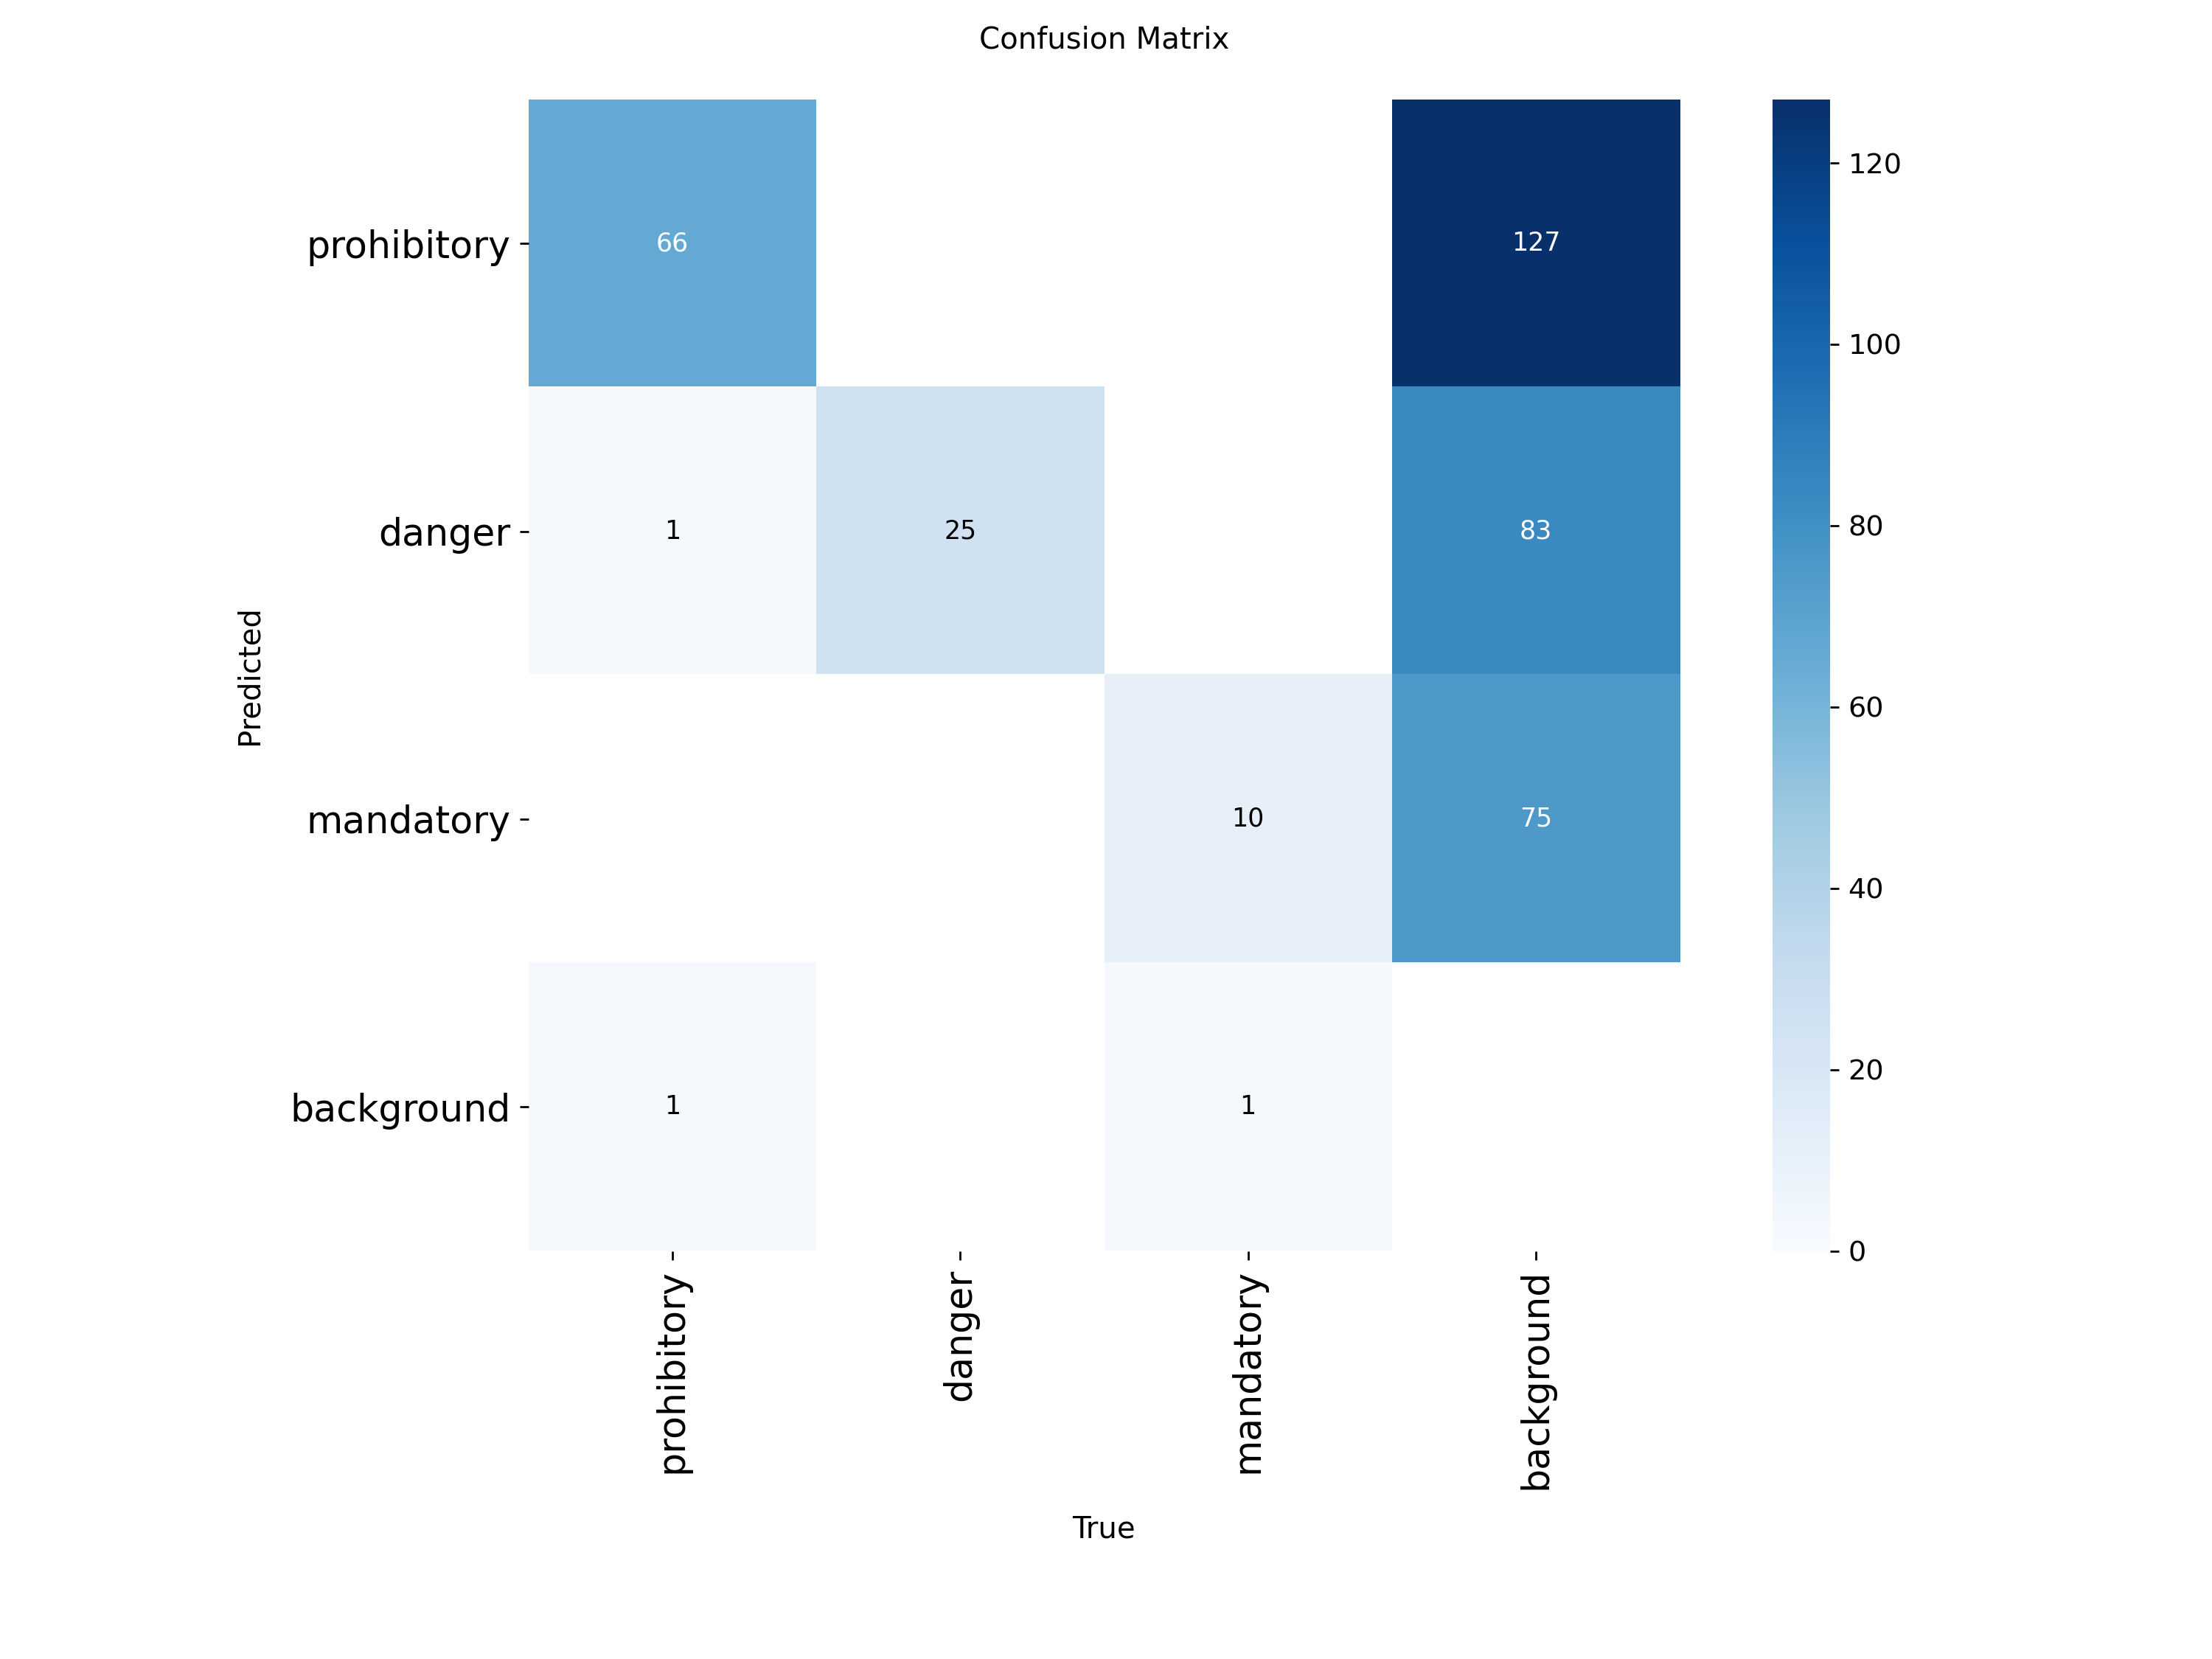 Confusion Matrix
prohibitory 66 127
danger 1 25 83
mandatory 10 75
background 1 1
prohibitory danger mandatory background
True
Predicted
120
100
80
60
40
20
0